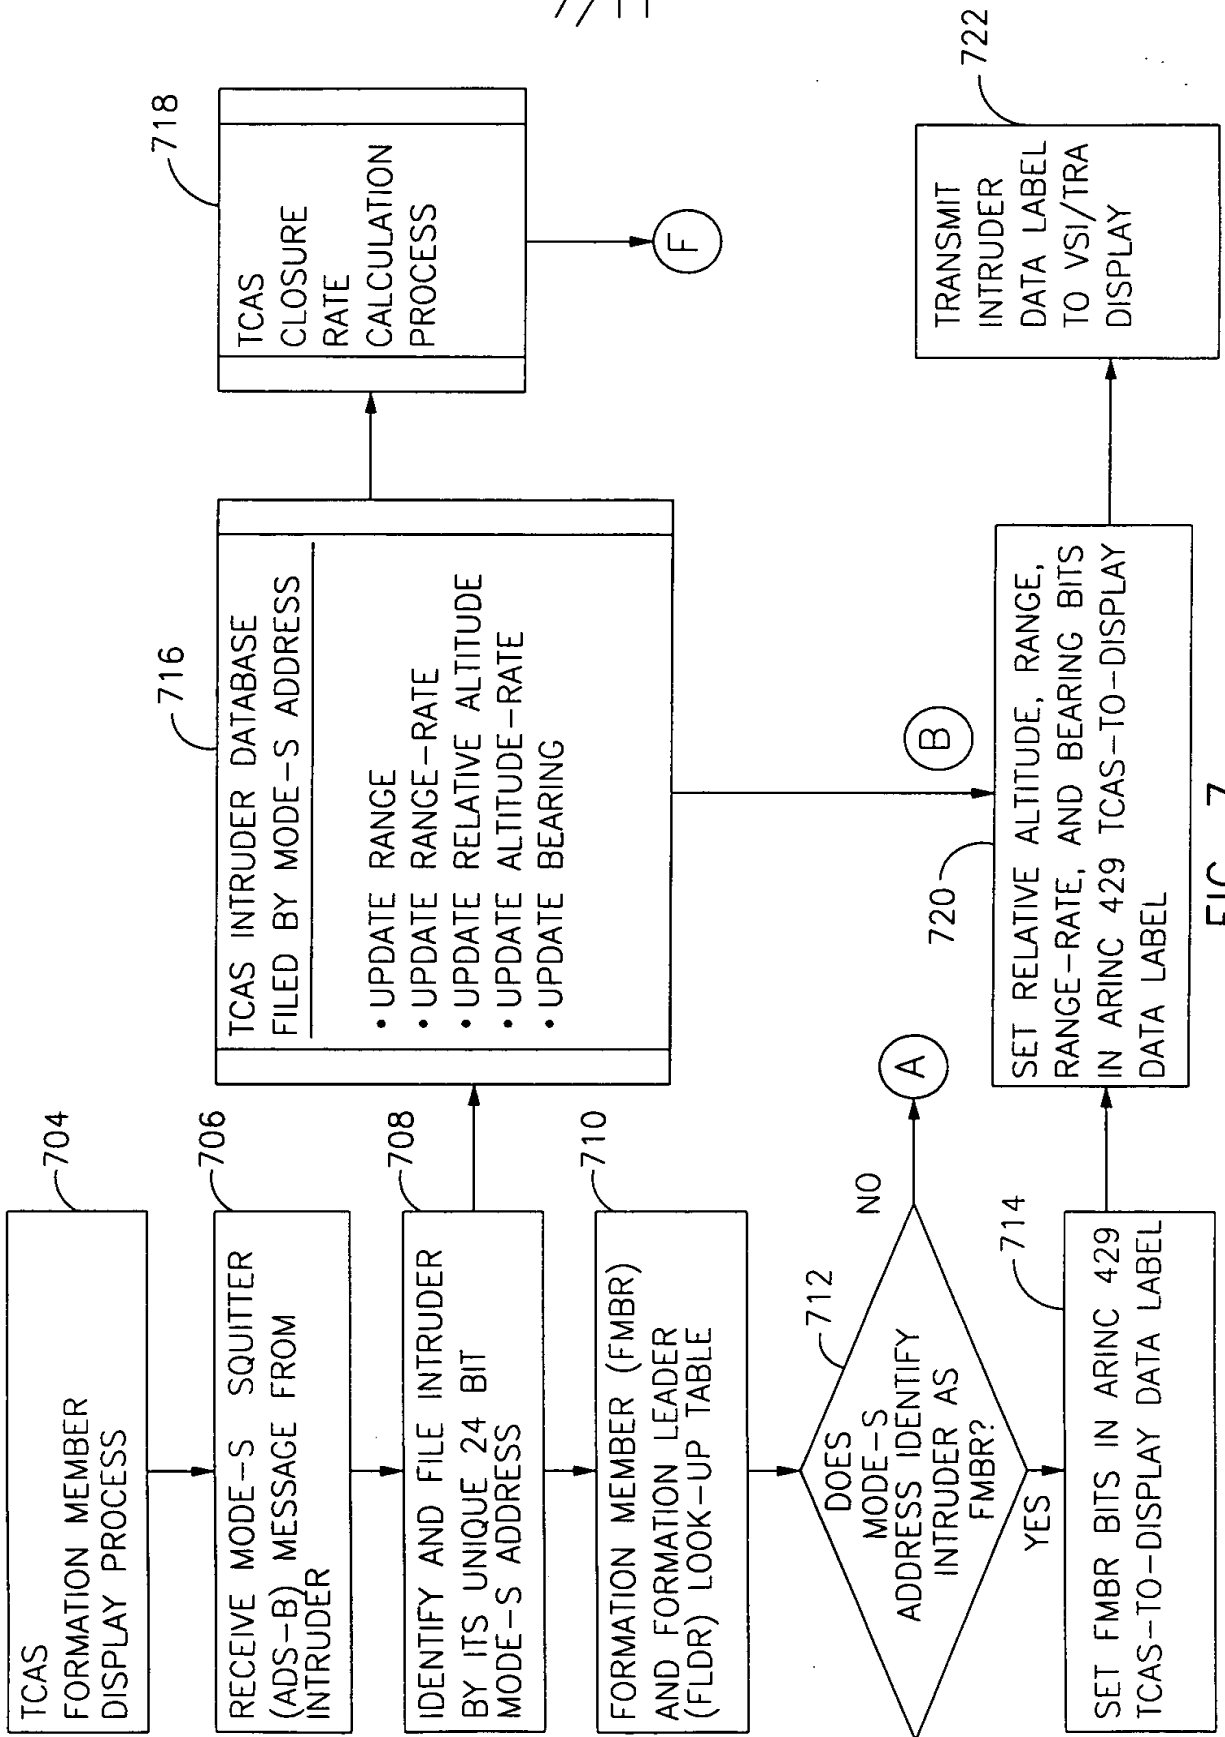 7/11
TCAS
FORMATION MEMBER
DISPLAY PROCESS
704
RECEIVE MODE-S SQUITTER
(ADS-B) MESSAGE FROM
INTRUDER
706
IDENTIFY AND FILE INTRUDER
BY ITS UNIQUE 24 BIT
MODE-S ADDRESS
708
FORMATION MEMBER (FMBR)
AND FORMATION LEADER
(FLDR) LOOK-UP TABLE
710
DOES
MODE-S
ADDRESS IDENTIFY
INTRUDER AS
FMBR?
712
NO
A
YES
SET FMBR BITS IN ARINC 429
TCAS-TO-DISPLAY DATA LABEL
714
TCAS INTRUDER DATABASE
FILED BY MODE-S ADDRESS
• UPDATE RANGE
• UPDATE RANGE-RATE
• UPDATE RELATIVE ALTITUDE
• UPDATE ALTITUDE-RATE
• UPDATE BEARING
716
TCAS
CLOSURE
RATE
CALCULATION
PROCESS
718
F
B
SET RELATIVE ALTITUDE, RANGE,
RANGE-RATE, AND BEARING BITS
IN ARINC 429 TCAS-TO-DISPLAY
DATA LABEL
720
TRANSMIT
INTRUDER
DATA LABEL
TO VSI/TRA
DISPLAY
722
FIG. 7